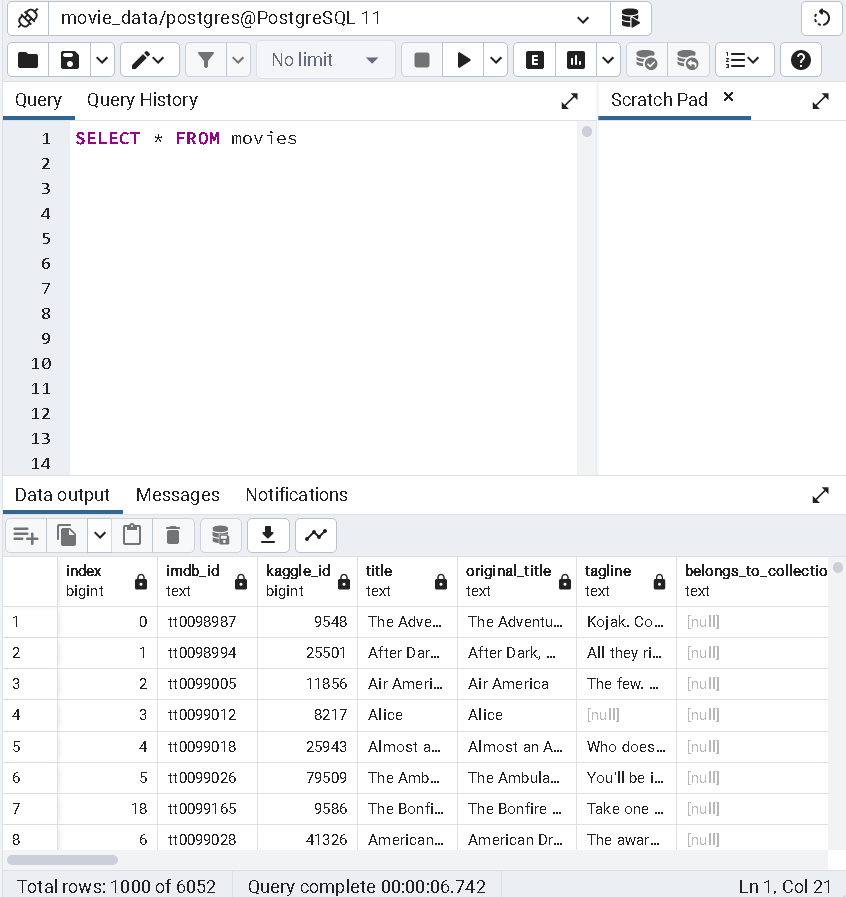 movie_data/postgres@PostgreSQL 11
No limit E
Query Query History Scratch Pad
1 SELECT * FROM movies
2
3
4
5
6
7
8
9
10
11
12
13
14
Data output Messages Notifications
index imdb_id kaggle_id title original_title tagline belongs_to_collectio
bigint text bigint text text text text
1 0 tt0098987 9548 The Adve... The Adventu... Kojak. Co... [null]
2 1 tt0098994 25501 After Dar... After Dark, ... All they ri... [null]
3 2 tt0099005 11856 Air Ameri... Air America The few. ... [null]
4 3 tt0099012 8217 Alice Alice [null] [null]
5 4 tt0099018 25943 Almost a... Almost an A... Who does... [null]
6 5 tt0099026 79509 The Amb... The Ambula... You'll be i... [null]
7 18 tt0099165 9586 The Bonfi... The Bonfire ... Take one ... [null]
8 6 tt0099028 41326 American... American Dr... The awar... [null]
Total rows: 1000 of 6052 Query complete 00:00:06.742 Ln 1, Col 21